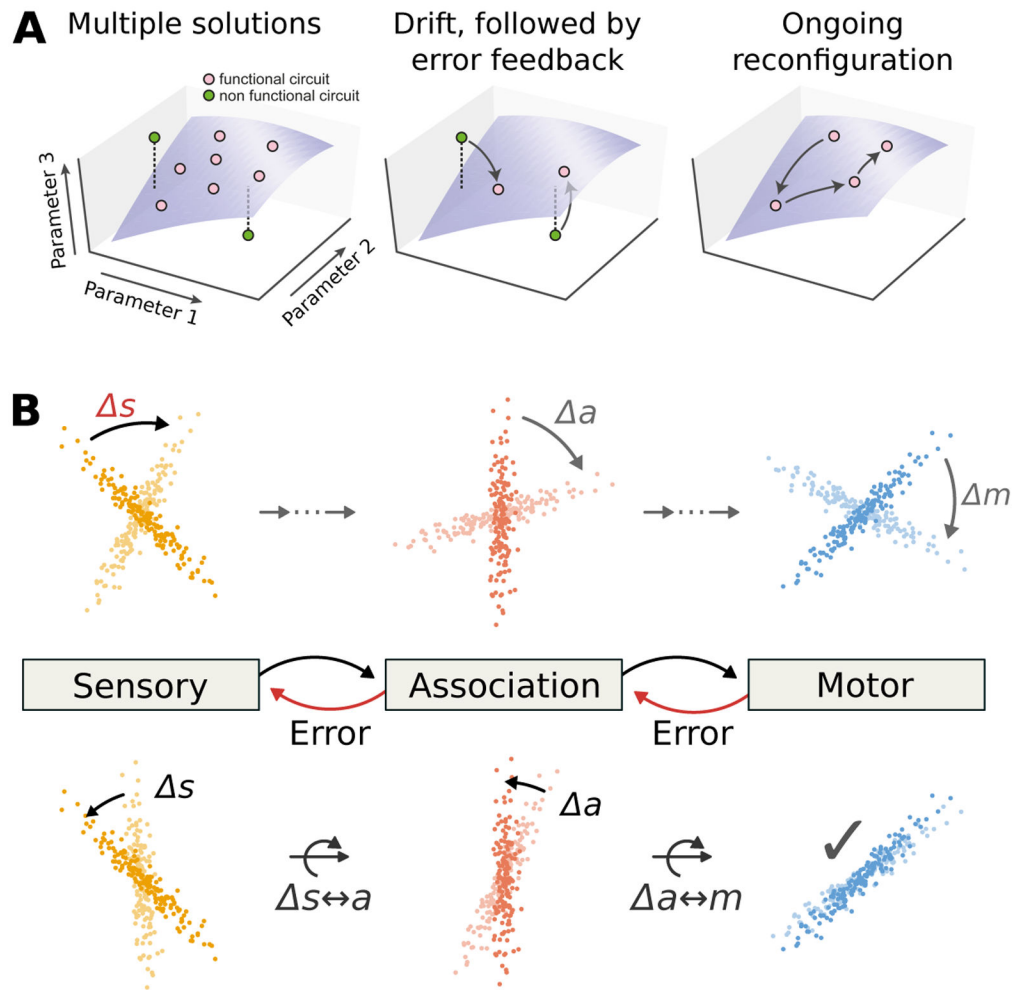 A
Multiple solutions
functional circuit
non functional circuit
Parameter 3
Parameter 1
Parameter 2
Drift, followed by
error feedback
Ongoing
reconfiguration
B
Δs
Δa
Δm
Sensory
Association
Motor
Error
Error
Δs
Δs↔a
Δa
Δa↔m